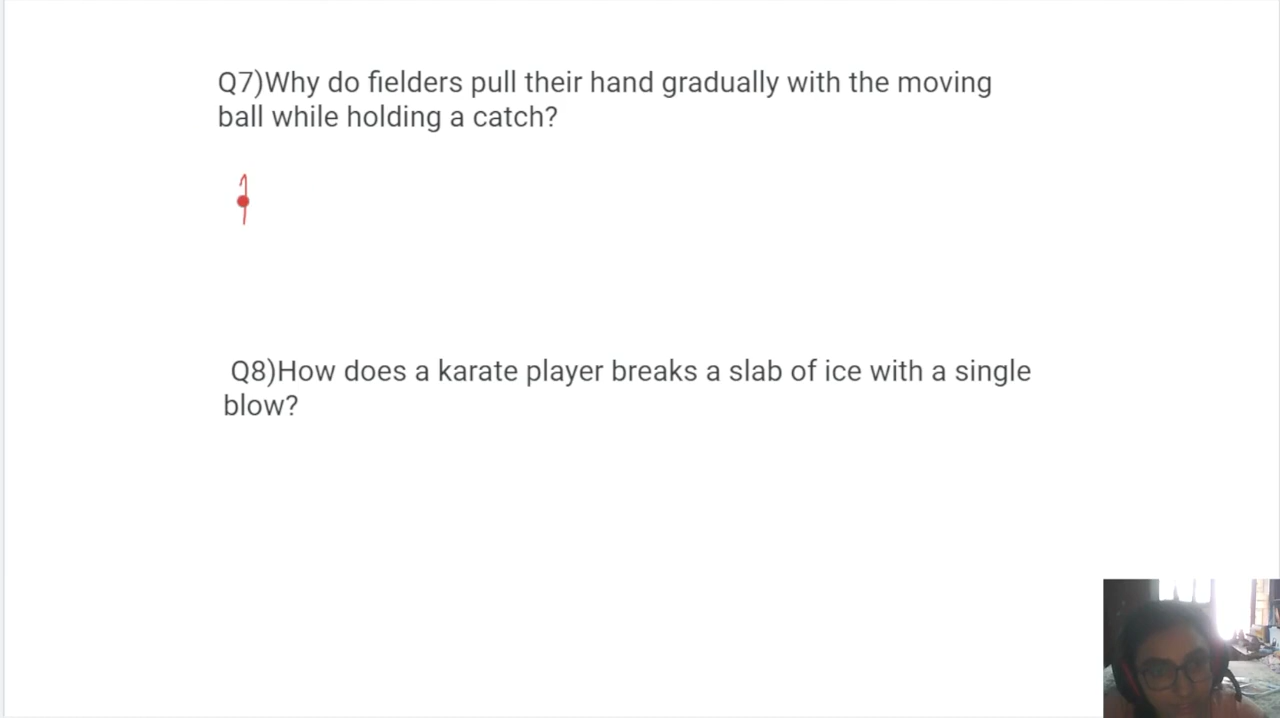 Q7)Why do fielders pull their hand gradually with the moving
ball while holding a catch?
Q8)How does a karate player breaks a slab of ice with a single
blow?